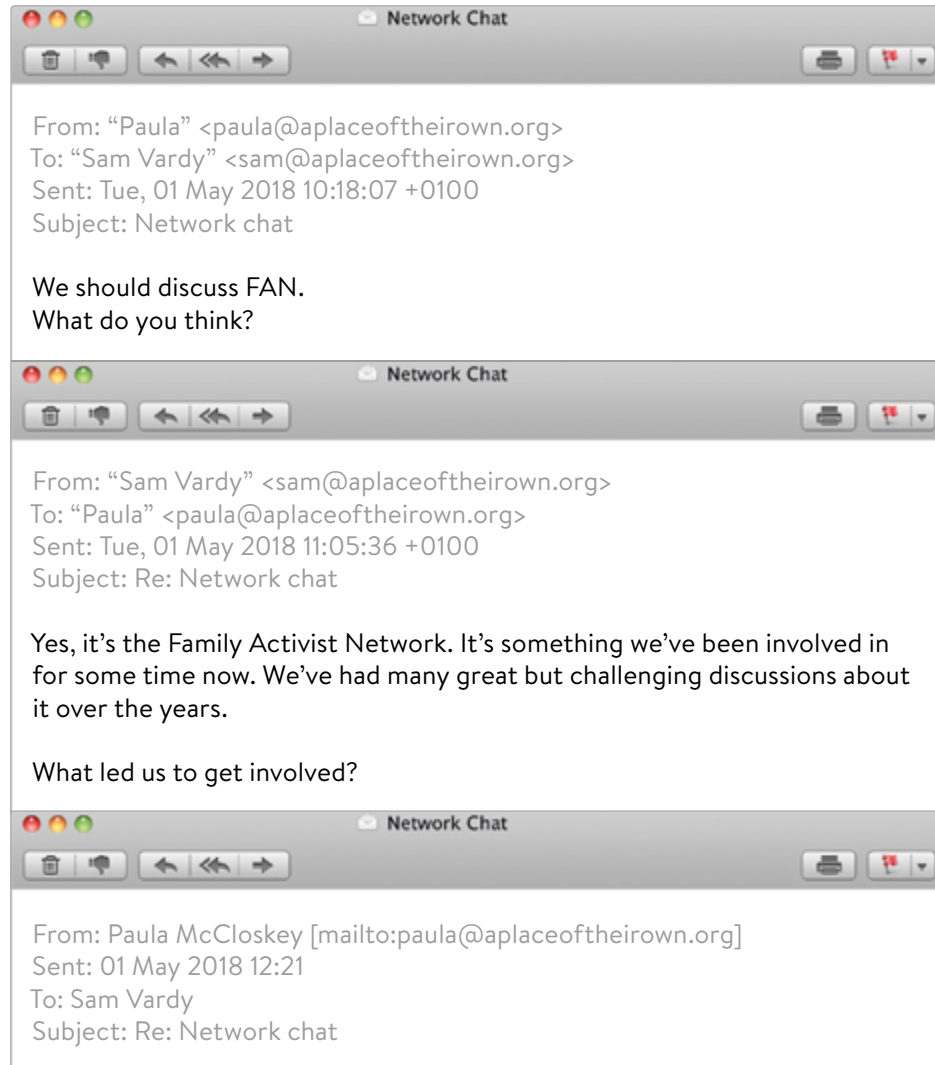 Network Chat
From: “Paula” <paula@aplaceoftheirown.org>
To: “Sam Vardy” <sam@aplaceoftheirown.org>
Sent: Tue, 01 May 2018 10:18:07 +0100
Subject: Network chat
We should discuss FAN.
What do you think?
Network Chat
From: “Sam Vardy” <sam@aplaceoftheirown.org>
To: “Paula” <paula@aplaceoftheirown.org>
Sent: Tue, 01 May 2018 11:05:36 +0100
Subject: Re: Network chat
Yes, it’s the Family Activist Network. It’s something we’ve been involved in
for some time now. We’ve had many great but challenging discussions about
it over the years.
What led us to get involved?
Network Chat
From: Paula McCloskey [mailto:paula@aplaceoftheirown.org]
Sent: 01 May 2018 12:21
To: Sam Vardy
Subject: Re: Network chat